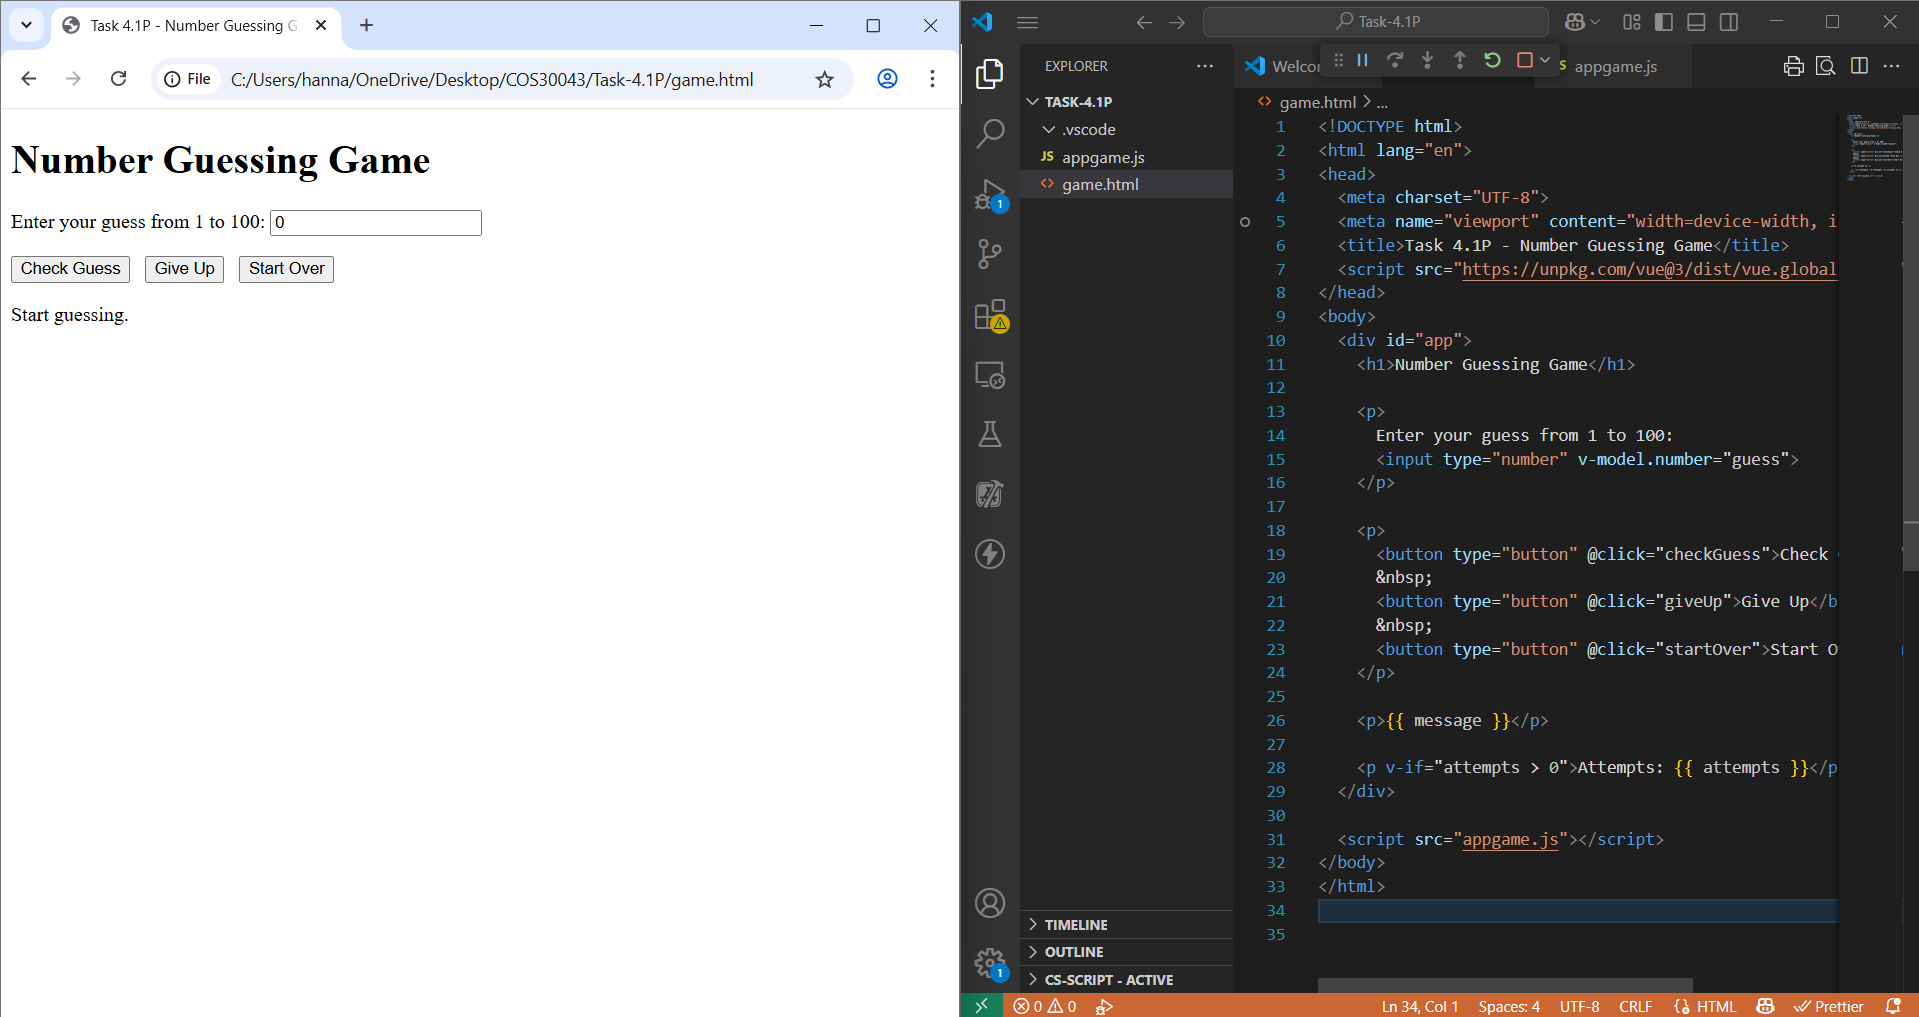 Task 4.1P - Number Guessing G
File
C:/Users/hanna/OneDrive/Desktop/COS30043/Task-4.1P/game.html
Number Guessing Game
Enter your guess from 1 to 100: 0
Check Guess Give Up Start Over
Start guessing.
Task-4.1P
EXPLORER
TASK-4.1P
.vscode
JS appgame.js
<> game.html
1
TIMELINE
OUTLINE
CS-SCRIPT - ACTIVE
1
Welco
S appgame.js
<> game.html > ...
1 <!DOCTYPE html>
2 <html lang="en">
3 <head>
4 <meta charset="UTF-8">
5 <meta name="viewport" content="width=device-width, i
6 <title>Task 4.1P - Number Guessing Game</title>
7 <script src="https://unpkg.com/vue@3/dist/vue.global
8 </head>
9 <body>
10 <div id="app">
11 <h1>Number Guessing Game</h1>
12
13 <p>
14 Enter your guess from 1 to 100:
15 <input type="number" v-model.number="guess">
16 </p>
17
18 <p>
19 <button type="button" @click="checkGuess">Check
20 &nbsp;
21 <button type="button" @click="giveUp">Give Up</b
22 &nbsp;
23 <button type="button" @click="startOver">Start O
24 </p>
25
26 <p>{{ message }}</p>
27
28 <p v-if="attempts > 0">Attempts: {{ attempts }}</p
29 </div>
30
31 <script src="appgame.js"></script>
32 </body>
33 </html>
34
35
0 0
Ln 34, Col 1 Spaces: 4 UTF-8 CRLF {} HTML Prettier